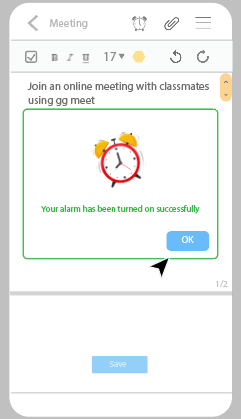 Meeting
B I U 17
Join an online meeting with classmates
using gg meet
Your alarm has been turned on successfully
OK
1/2
Save